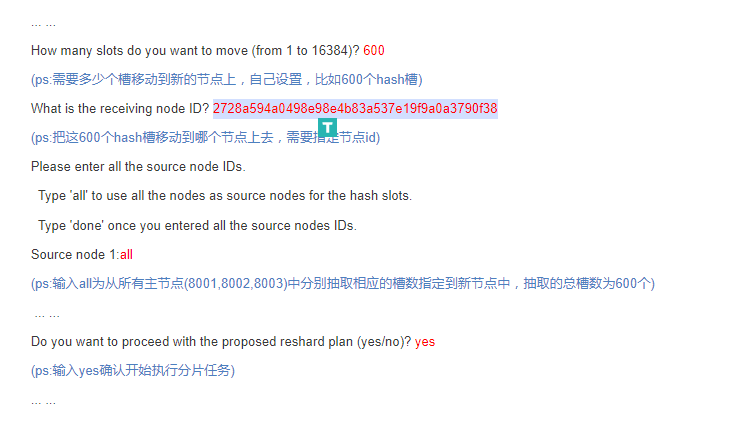 ... ...
How many slots do you want to move (from 1 to 16384)? 600
(ps:需要多少个槽移动到新的节点上，自己设置，比如600个hash槽)
What is the receiving node ID? 2728a594a0498e98e4b83a537e19f9a0a3790f38
(ps:把这600个hash槽移动到哪个节点上去，需要指定节点id)
Please enter all the source node IDs.
Type 'all' to use all the nodes as source nodes for the hash slots.
Type 'done' once you entered all the source nodes IDs.
Source node 1:all
(ps:输入all为从所有主节点(8001,8002,8003)中分别抽取相应的槽数指定到新节点中，抽取的总槽数为600个)
... ...
Do you want to proceed with the proposed reshard plan (yes/no)? yes
(ps:输入yes确认开始执行分片任务)
... ...